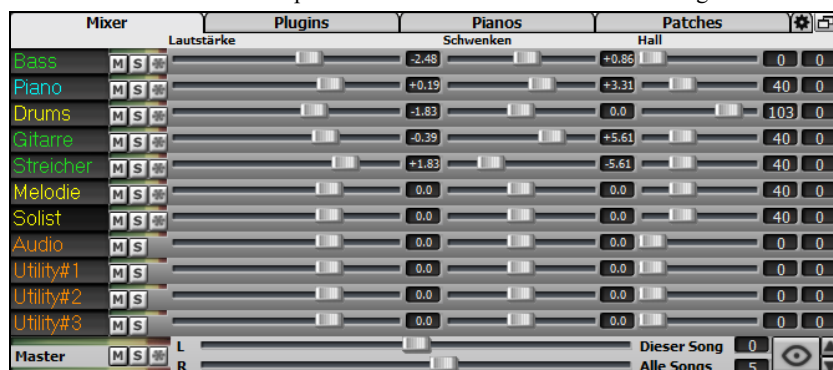 Mixer Plugins Pianos Patches
Lautstärke Schwenken Hall
Bass M S -2.48 +0.86 0 0
Piano M S +0.19 +3.31 40 0
Drums M S -1.83 0.0 103 0
Gitarre M S -0.39 +5.61 40 0
Streicher M S +1.83 -5.61 40 0
Melodie M S 0.0 0.0 40 0
Solist M S 0.0 0.0 40 0
Audio M S 0.0 0.0 0 0
Utility#1 M S 0.0 0.0 0 0
Utility#2 M S 0.0 0.0 0 0
Utility#3 M S 0.0 0.0 0 0
Master M S L Dieser Song 0
R Alle Songs 5